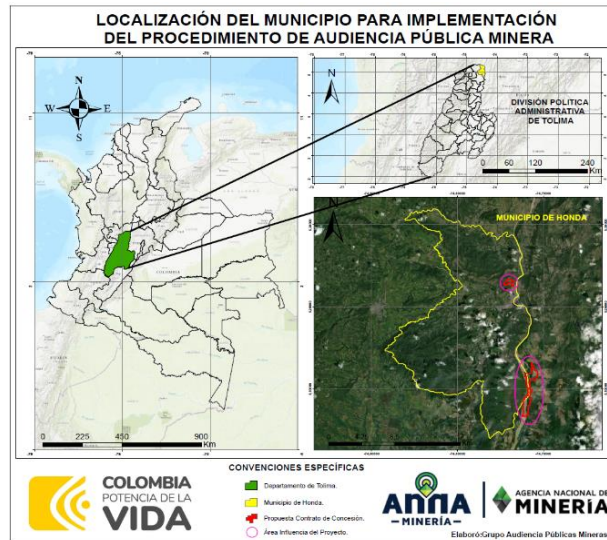 LOCALIZACIÓN DEL MUNICIPIO PARA IMPLEMENTACIÓN
DEL PROCEDIMIENTO DE AUDIENCIA PÚBLICA MINERA
N
W
E
S
N
DIVISIÓN POLITICA
ADMINISTRATIVA
DE TOLIMA
0 60 120 240
Km
MUNICIPIO DE HONDA
N
COLOMBIA
0 225 450 900
Km
CONVENCIONES ESPECÍFICAS
Departamento de Tolima.
Municipio de Honda.
Propuesta Contrato de Concesión.
Área Influencia del Proyecto.
COLOMBIA
POTENCIA DE LA
VIDA
ANNA
—MINERÍA—
AGENCIA NACIONAL DE
MINERÍA
Elaboró:Grupo Audiencia Públicas Mineras